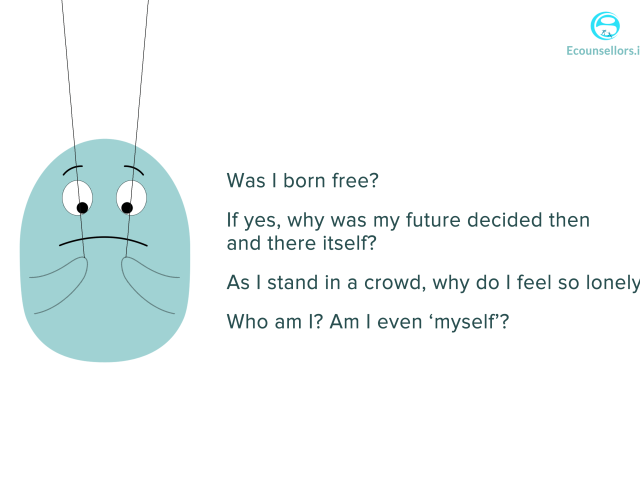 Ecounsellors.i
Was I born free?
If yes, why was my future decided then
and there itself?
As I stand in a crowd, why do I feel so lonely
Who am I? Am I even ‘myself’?